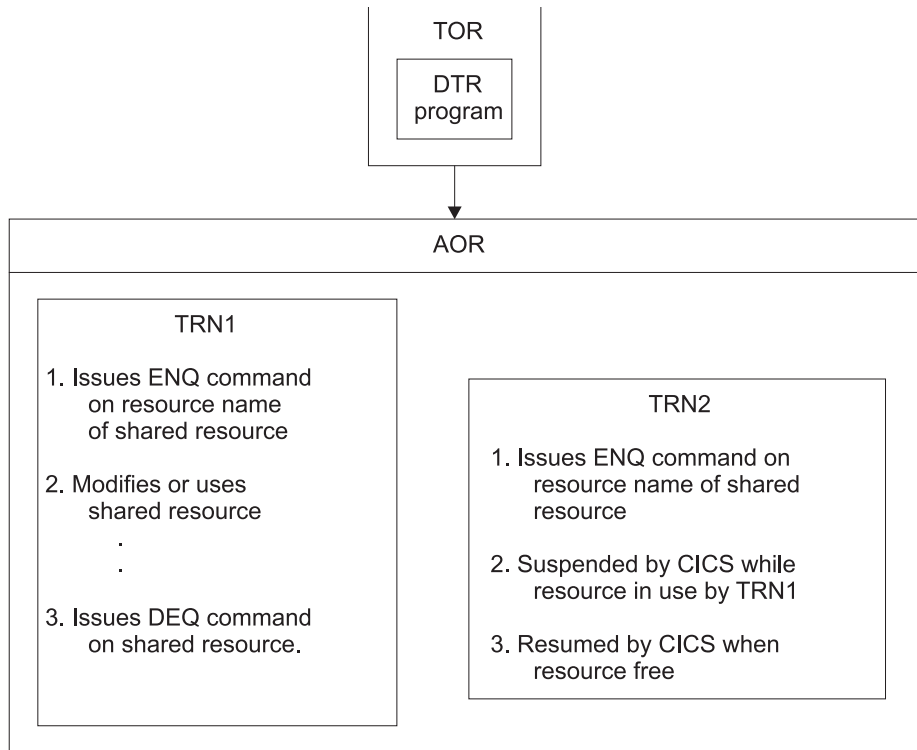 TOR
DTR
program
AOR
TRN1
1. Issues ENQ command
on resource name
of shared resource
2. Modifies or uses
shared resource
.
.
3. Issues DEQ command
on shared resource.
TRN2
1. Issues ENQ command on
resource name of shared
resource
2. Suspended by CICS while
resource in use by TRN1
3. Resumed by CICS when
resource free